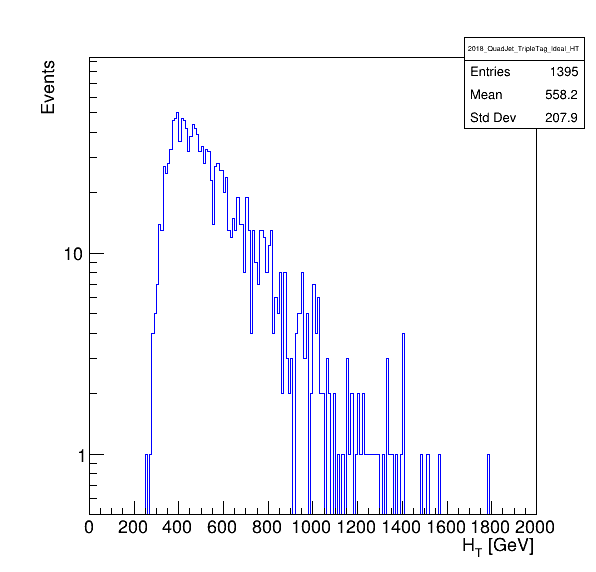 2018_QuadJet_TripleTag_Ideal_HT
Entries 1395
Mean 558.2
Std Dev 207.9
Events
10
1
0 200 400 600 800 1000 1200 1400 1600 1800 2000
H_T [GeV]